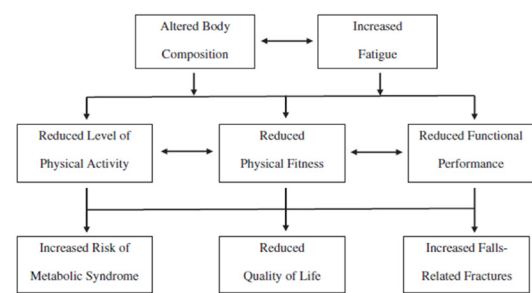 Altered Body
Composition
Increased
Fatigue
Reduced Level of
Physical Activity
Reduced
Physical Fitness
Reduced Functional
Performance
Increased Risk of
Metabolic Syndrome
Reduced
Quality of Life
Increased Falls-
Related Fractures